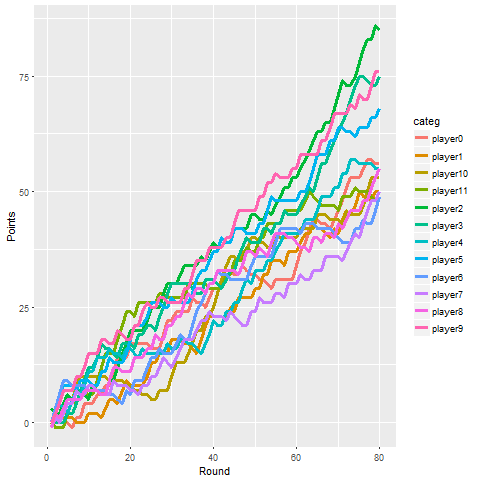 Points
75
50
25
0
0
20
40
60
80
Round
categ
player0
player1
player10
player11
player2
player3
player4
player5
player6
player7
player8
player9